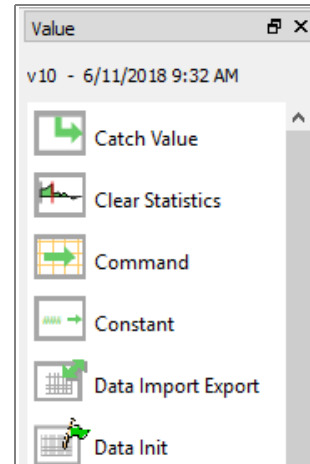 Value
v10 - 6/11/2018 9:32 AM
Catch Value
Clear Statistics
Command
Constant
Data Import Export
Data Init